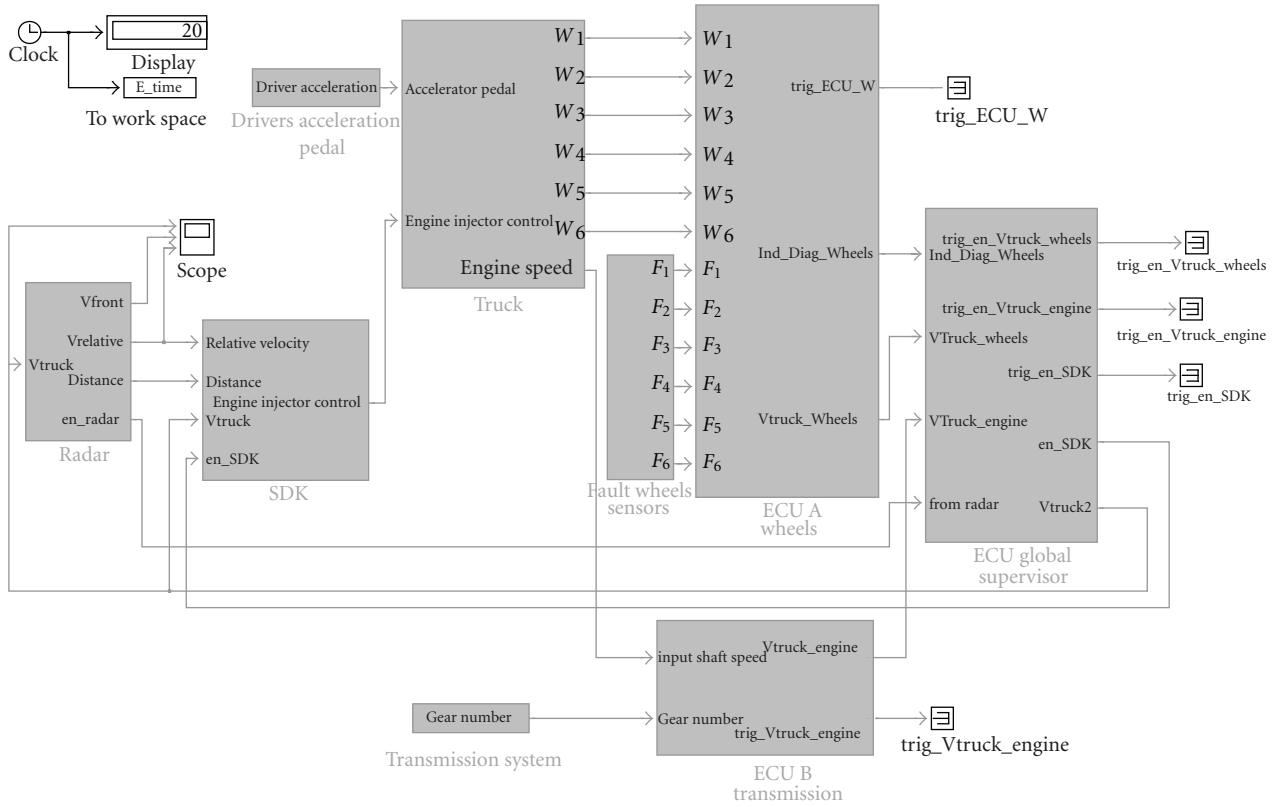 Clock
20
Display
E_time
To work space
Driver acceleration
Drivers acceleration
pedal
Accelerator pedal
Engine injector control
W1
W2
W3
W4
W5
W6
Engine speed
Truck
W1
W2
W3
W4
W5
W6
F1
F2
F3
F4
F5
F6
Fault wheels
sensors
F1
F2
F3
F4
F5
F6
trig_ECU_W
Ind_Diag_Wheels
Vtruck_Wheels
ECU A
wheels
trig_ECU_W
Scope
Vfront
Vrelative
Vtruck
Distance
en_radar
Radar
Relative velocity
Distance
Engine injector control
Vtruck
en_SDK
SDK
trig_en_Vtruck_wheels
Ind_Diag_Wheels
trig_en_Vtruck_engine
VTruck_wheels
trig_en_SDK
VTruck_engine
en_SDK
from radar
Vtruck2
ECU global
supervisor
trig_en_Vtruck_wheels
trig_en_Vtruck_engine
trig_en_SDK
Gear number
Transmission system
Vtruck_engine
input shaft speed
Gear number
trig_Vtruck_engine
ECU B
transmission
trig_Vtruck_engine